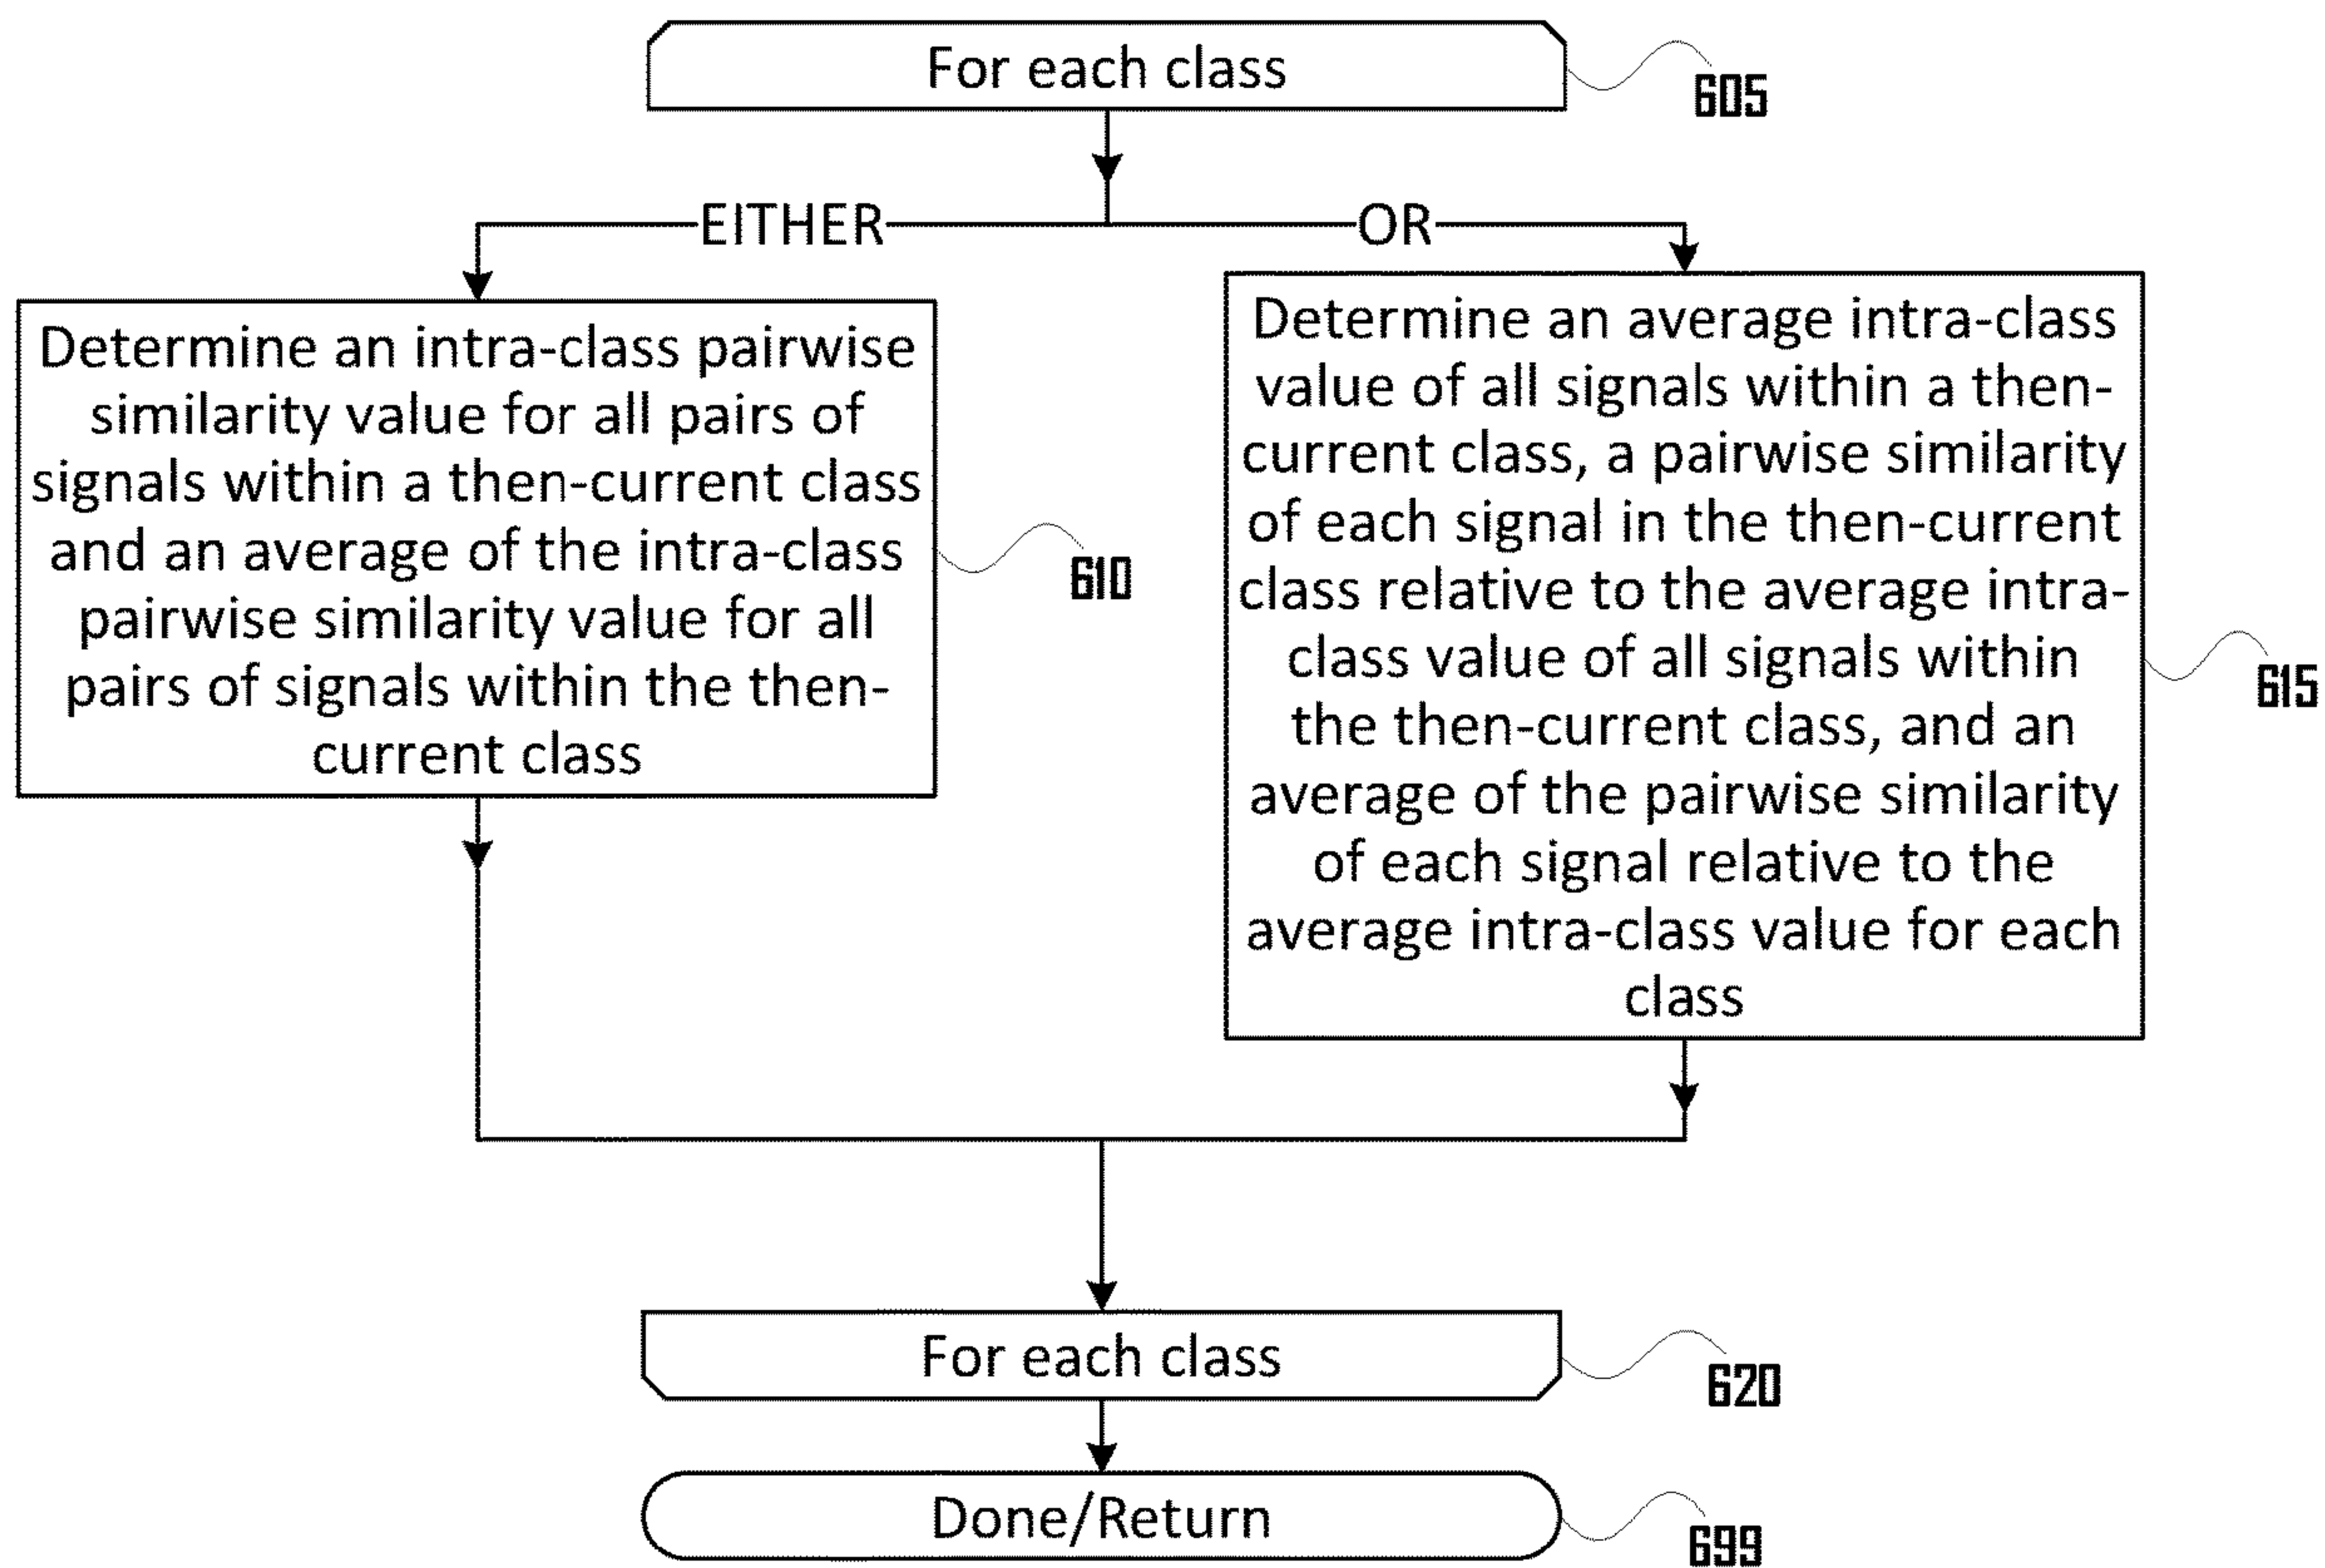 For each class
605
EITHER
OR
Determine an intra-class pairwise
similarity value for all pairs of
signals within a then-current class
and an average of the intra-class
pairwise similarity value for all
pairs of signals within the then-
current class
610
Determine an average intra-class
value of all signals within a then-
current class, a pairwise similarity
of each signal in the then-current
class relative to the average intra-
class value of all signals within
the then-current class, and an
average of the pairwise similarity
of each signal relative to the
average intra-class value for each
class
615
For each class
620
Done/Return
699